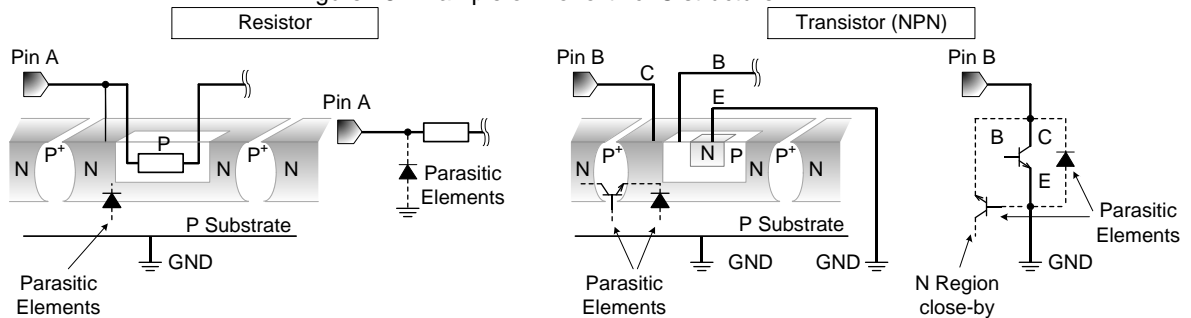 Resistor
Transistor (NPN)
Pin A
Pin A
P
N P+ N N P+ N
Parasitic
Elements
P Substrate
GND
Parasitic
Elements
Pin B
C
B
E
N P+ N N P N P+ N
P Substrate
GND
GND
Parasitic
Elements
Pin B
B
C
E
Parasitic
Elements
GND
N Region
close-by